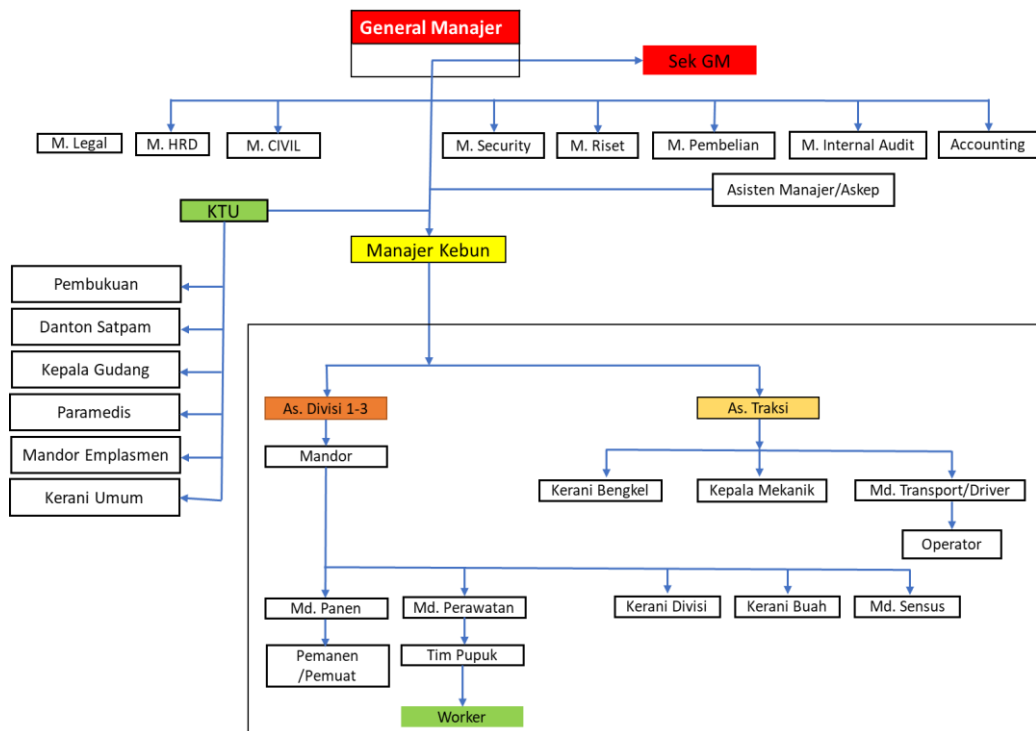 General Manajer
Sek GM
M. Legal
M. HRD
M. CIVIL
M. Security
M. Riset
M. Pembelian
M. Internal Audit
Accounting
Asisten Manajer/Askep
KTU
Manajer Kebun
Pembukuan
Danton Satpam
Kepala Gudang
Paramedis
Mandor Emplasmen
Kerani Umum
As. Divisi 1-3
As. Traksi
Mandor
Kerani Bengkel
Kepala Mekanik
Md. Transport/Driver
Operator
Md. Panen
Md. Perawatan
Kerani Divisi
Kerani Buah
Md. Sensus
Pemanen
/Pemuat
Tim Pupuk
Worker